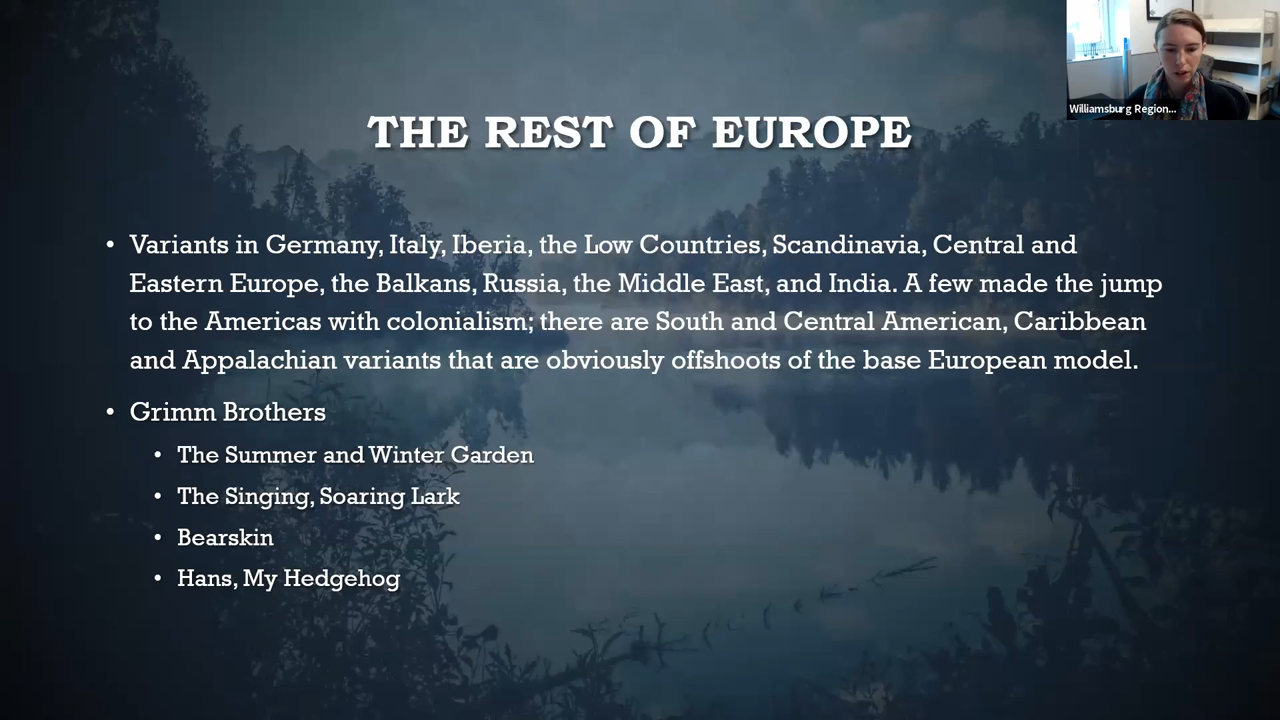 Williamsburg Region...
THE REST OF EUROPE
• Variants in Germany, Italy, Iberia, the Low Countries, Scandinavia, Central and
Eastern Europe, the Balkans, Russia, the Middle East, and India. A few made the jump
to the Americas with colonialism; there are South and Central American, Caribbean
and Appalachian variants that are obviously offshoots of the base European model.
• Grimm Brothers
• The Summer and Winter Garden
• The Singing, Soaring Lark
• Bearskin
• Hans, My Hedgehog